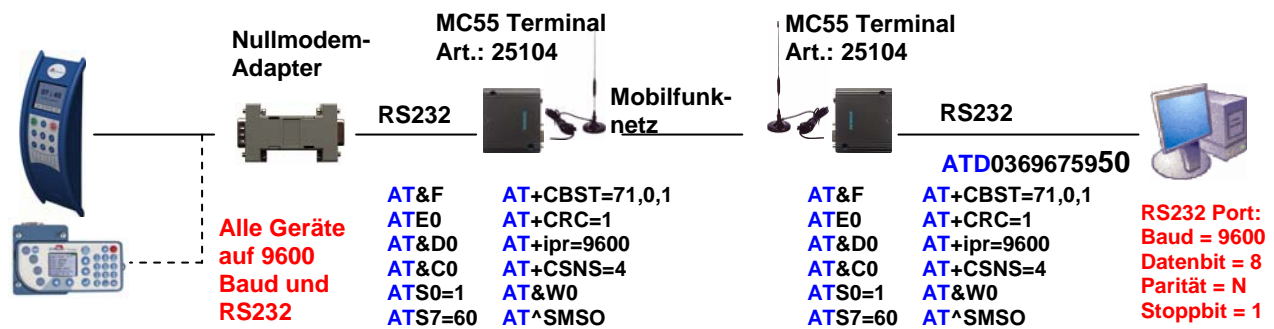 Nullmodem-
Adapter
MC55 Terminal
Art.: 25104
MC55 Terminal
Art.: 25104
RS232
Mobilfunk-
netz
RS232
ATD0369675950
Alle Geräte
auf 9600
Baud und
RS232
AT&F
ATE0
AT&D0
AT&C0
ATS0=1
ATS7=60
AT+CBST=71,0,1
AT+CRC=1
AT+ipr=9600
AT+CSNS=4
AT&W0
AT^SMSO
AT&F
ATE0
AT&D0
AT&C0
ATS0=1
ATS7=60
AT+CBST=71,0,1
AT+CRC=1
AT+ipr=9600
AT+CSNS=4
AT&W0
AT^SMSO
RS232 Port:
Baud = 9600
Datenbit = 8
Parität = N
Stoppbit = 1